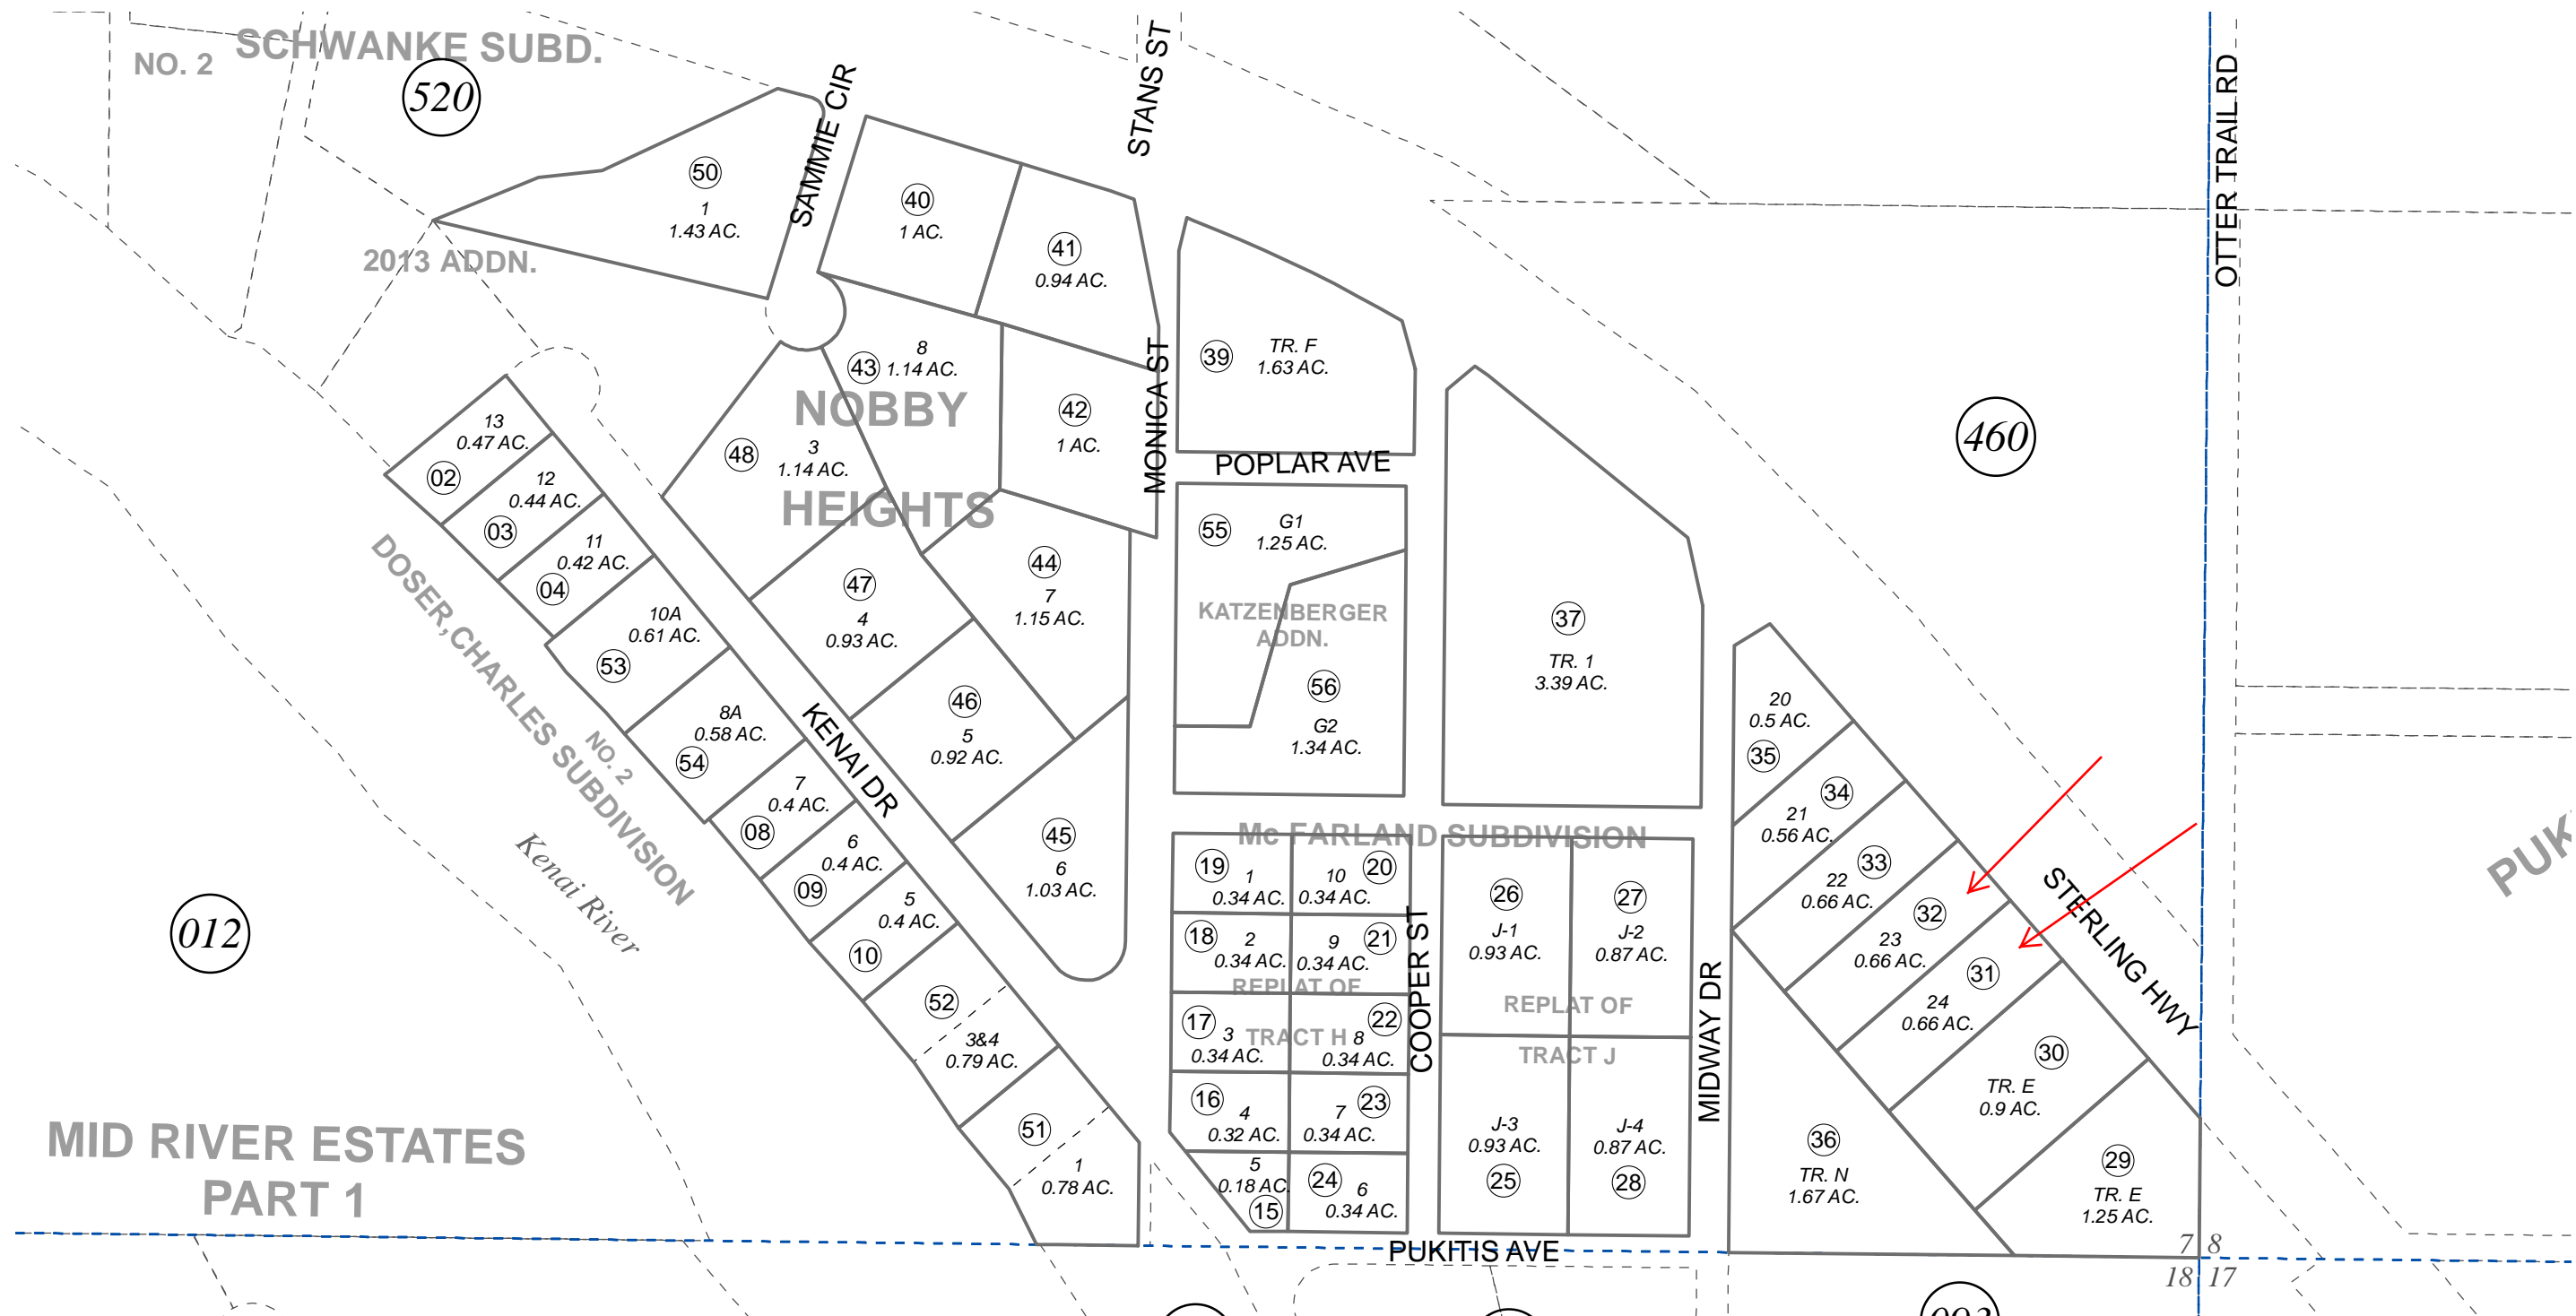 SCHWANKE SUBD.
NO. 2
520
2013 ADDN.
SAMMIE CIR
STANS ST
OTTER TRAIL RD
50
1
1.43 AC.
40
1 AC.
41
0.94 AC.
39
TR. F
1.63 AC.
43
8
1.14 AC.
NOBBY
HEIGHTS
42
1 AC.
MONICA ST
POPLAR AVE
460
48
3
1.14 AC.
13
0.47 AC.
02
12
0.44 AC.
03
11
0.42 AC.
04
10A
0.61 AC.
53
8A
0.58 AC.
54
7
0.4 AC.
08
6
0.4 AC.
09
5
0.4 AC.
10
52
3&4
0.79 AC.
51
1
0.78 AC.
DOSER,CHARLES SUBDIVISION
NO. 2
Kenai River
KENAI DR
47
4
0.93 AC.
44
7
1.15 AC.
46
5
0.92 AC.
45
6
1.03 AC.
55
G1
1.25 AC.
KATZENBERGER
ADDN.
56
G2
1.34 AC.
37
TR. 1
3.39 AC.
Mc FARLAND SUBDIVISION
19
1
0.34 AC.
20
10
0.34 AC.
18
2
0.34 AC.
21
9
0.34 AC.
REPLAT OF
TRACT H
17
3
0.34 AC.
22
8
0.34 AC.
16
4
0.32 AC.
23
7
0.34 AC.
5
0.18 AC.
15
24
6
0.34 AC.
COOPER ST
26
J-1
0.93 AC.
27
J-2
0.87 AC.
REPLAT OF
TRACT J
J-3
0.93 AC.
25
J-4
0.87 AC.
28
MIDWAY DR
20
0.5 AC.
35
34
21
0.56 AC.
33
22
0.66 AC.
32
23
0.66 AC.
31
24
0.66 AC.
30
TR. E
0.9 AC.
29
TR. E
1.25 AC.
36
TR. N
1.67 AC.
STERLING HWY
PUK
012
MID RIVER ESTATES
PART 1
PUKITIS AVE
7 8
18 17